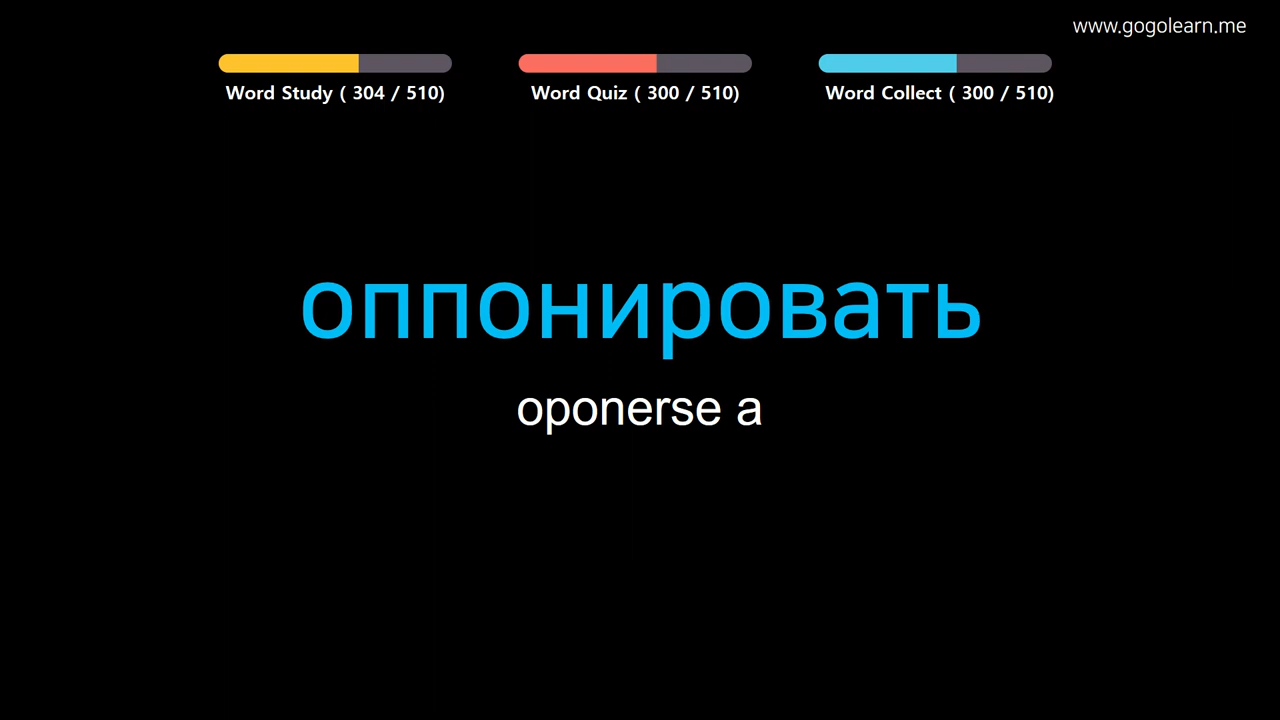 www.gogolearn.me
Word Study ( 304 / 510)
Word Quiz ( 300 / 510)
Word Collect ( 300 / 510)
оппонировать
oponerse a